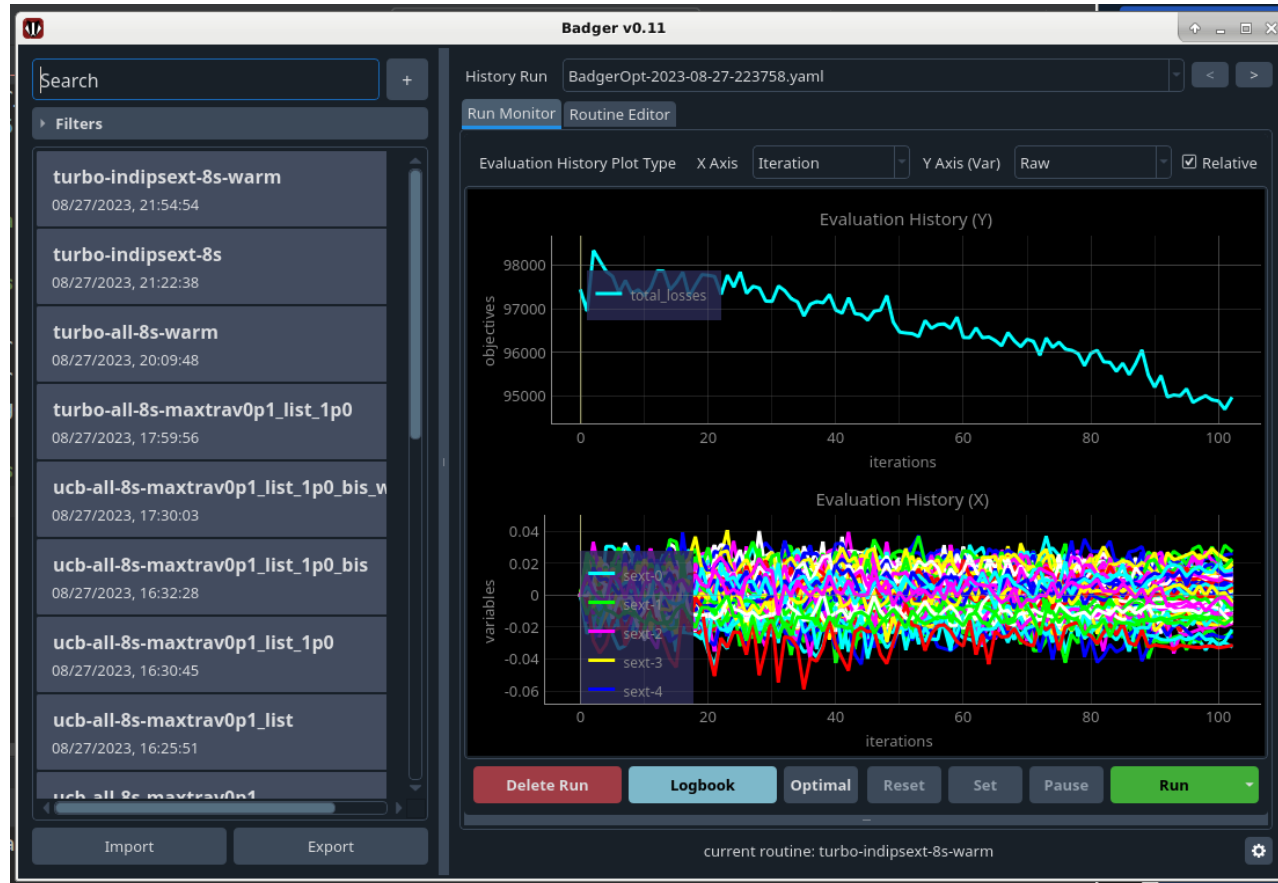 Badger v0.11
Search
+
Filters
turbo-indipsext-8s-warm
08/27/2023, 21:54:54
turbo-indipsext-8s
08/27/2023, 21:22:38
turbo-all-8s-warm
08/27/2023, 20:09:48
turbo-all-8s-maxtrav0p1_list_1p0
08/27/2023, 17:59:56
ucb-all-8s-maxtrav0p1_list_1p0_bis_w
08/27/2023, 17:30:03
ucb-all-8s-maxtrav0p1_list_1p0_bis
08/27/2023, 16:32:28
ucb-all-8s-maxtrav0p1_list_1p0
08/27/2023, 16:30:45
ucb-all-8s-maxtrav0p1_list
08/27/2023, 16:25:51
ucb-all-8s-maxtrav0p1
Import Export
History Run BadgerOpt-2023-08-27-223758.yaml < >
Run Monitor Routine Editor
Evaluation History Plot Type X Axis Iteration Y Axis (Var) Raw Relative
Evaluation History (Y)
98000
97000
96000
95000
objectives
total_losses
0 20 40 60 80 100
iterations
Evaluation History (X)
0.04
0.02
0
-0.02
-0.04
-0.06
variables
sext-0
sext-1
sext-2
sext-3
sext-4
0 20 40 60 80 100
iterations
Delete Run Logbook Optimal Reset Set Pause Run
current routine: turbo-indipsext-8s-warm